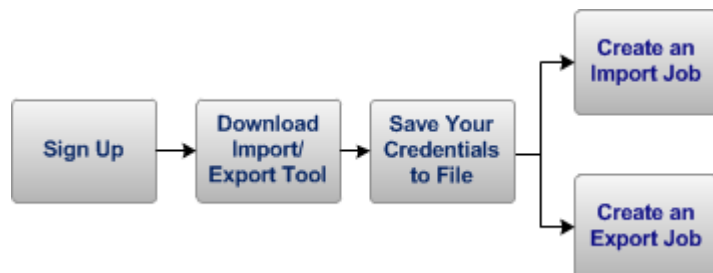 Sign Up
Download
Import/
Export Tool
Save Your
Credentials
to File
Create an
Import Job
Create an
Export Job